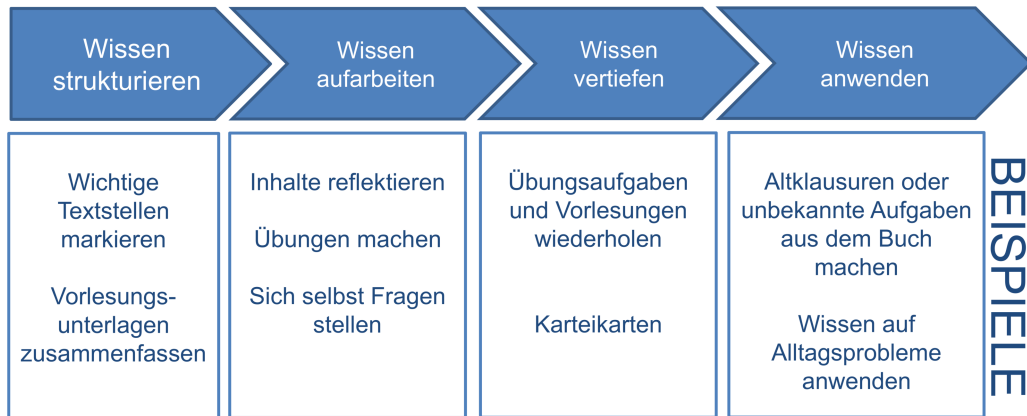 Wissen
strukturieren
Wissen
aufarbeiten
Wissen
vertiefen
Wissen
anwenden
Wichtige
Textstellen
markieren
Vorlesungs-
unterlagen
zusammenfassen
Inhalte reflektieren
Übungen machen
Sich selbst Fragen
stellen
Übungsaufgaben
und Vorlesungen
wiederholen
Karteikarten
Altklausuren oder
unbekannte Aufgaben
aus dem Buch
machen
Wissen auf
Alltagsprobleme
anwenden
BEISPIELE